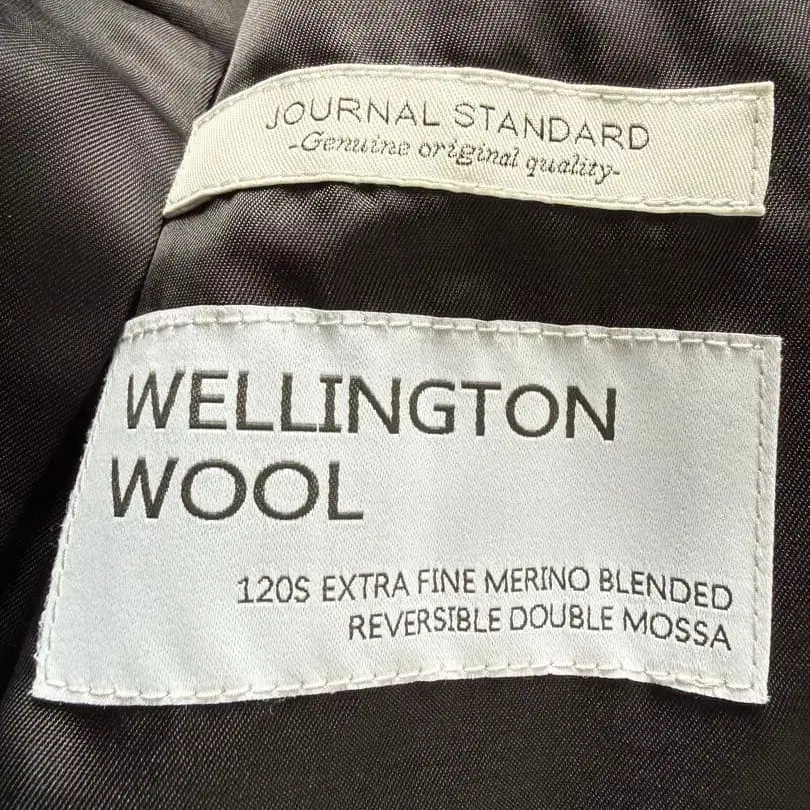 JOURNAL STANDARD
-Genuine original quality-
WELLINGTON
WOOL
120S EXTRA FINE MERINO BLENDED
REVERSIBLE DOUBLE MOSSA